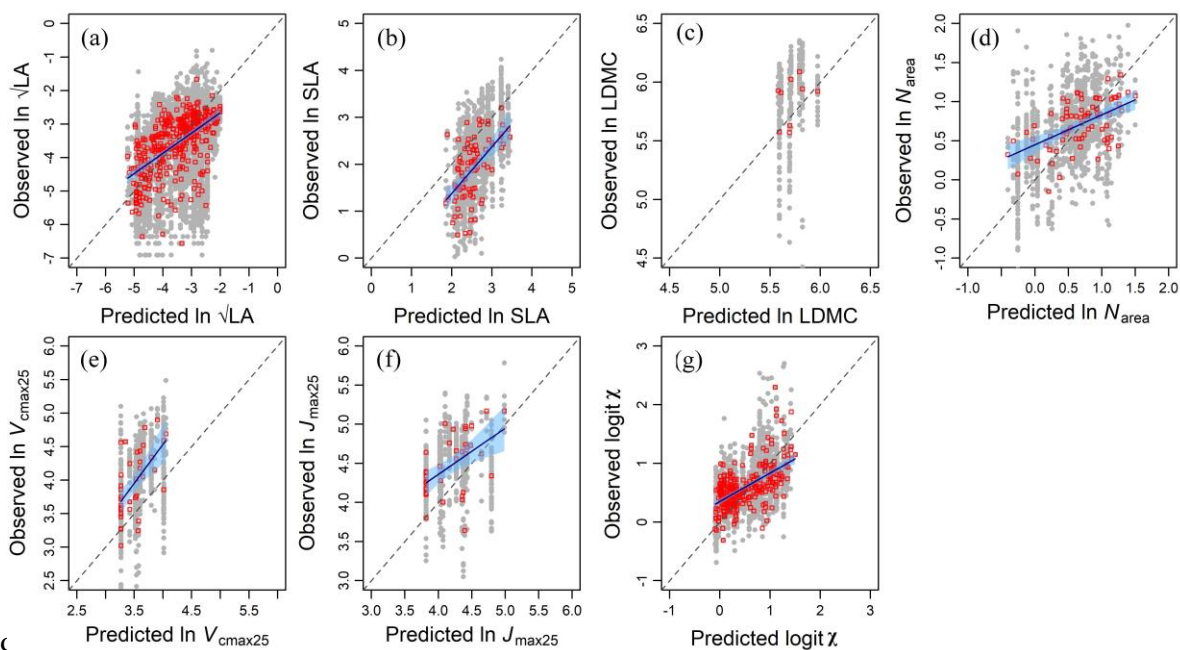 (a)
Observed ln √LA
0
-1
-2
-3
-4
-5
-6
-7
-7 -6 -5 -4 -3 -2 -1 0
Predicted ln √LA
(b)
Observed ln SLA
5
4
3
2
1
0
0 1 2 3 4 5
Predicted ln SLA
(c)
Observed ln LDMC
6.5
6.0
5.5
5.0
4.5
4.5 5.0 5.5 6.0 6.5
Predicted ln LDMC
(d)
Observed ln Narea
2.0
1.5
1.0
0.5
0.0
-0.5
-1.0
-1.0 0.0 0.5 1.0 1.5 2.0
Predicted ln Narea
(e)
Observed ln Vcmax25
6.0
5.5
5.0
4.5
4.0
3.5
3.0
2.5
2.5 3.5 4.5 5.0 5.5 6.0
Predicted ln Vcmax25
(f)
Observed ln Jmax25
6.0
5.5
5.0
4.5
4.0
3.5
3.0
3.0 3.5 4.0 4.5 5.0 5.5 6.0
Predicted ln Jmax25
(g)
Observed logit χ
3
2
1
0
-1
-1 0 1 2 3
Predicted logit χ